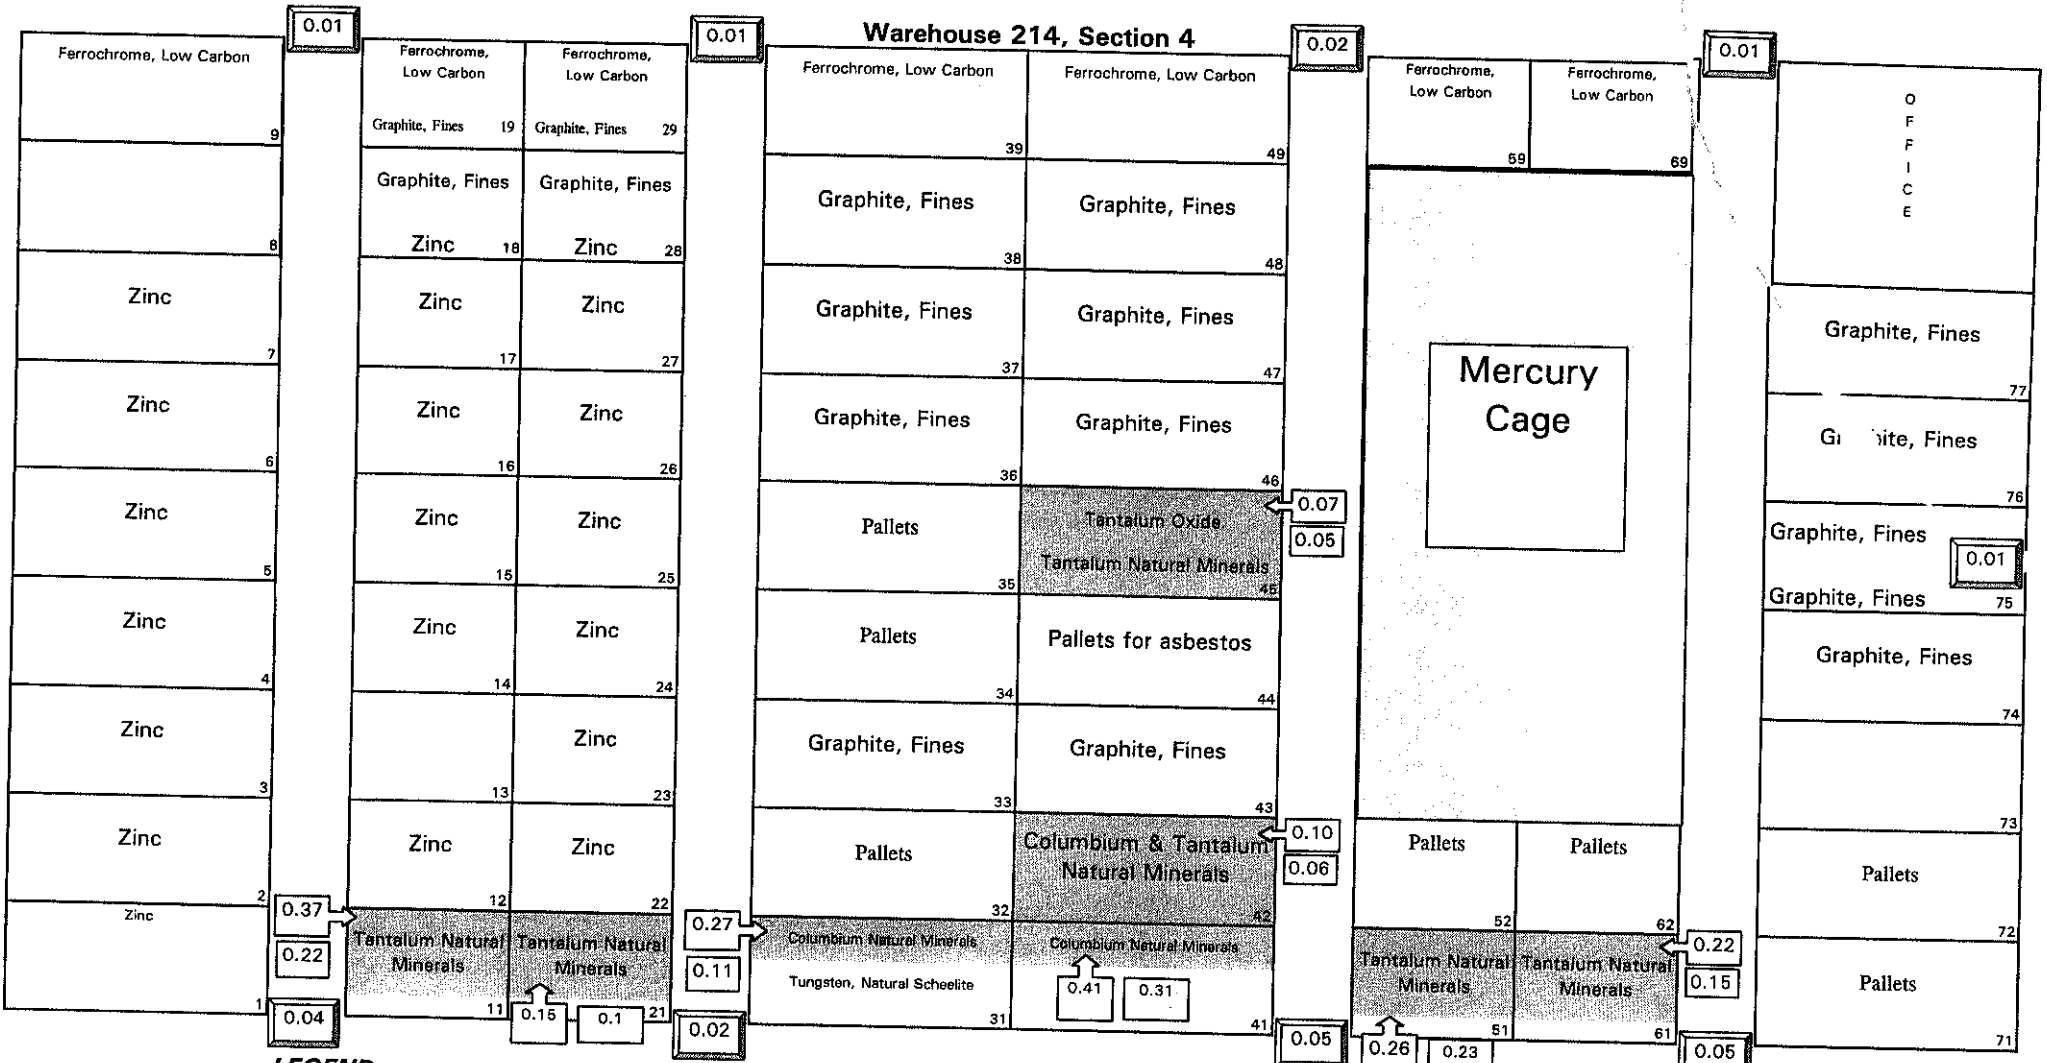 Warehouse 214, Section 4
0.01
0.01
0.02
0.01
Ferrochrome, Low Carbon
9
8
Zinc
7
Zinc
6
Zinc
5
Zinc
4
Zinc
3
Zinc
2
Zinc
1
0.37
0.22
0.04
Ferrochrome,
Low Carbon
Graphite, Fines 19
Graphite, Fines
Zinc 18
Zinc
17
Zinc
16
Zinc
15
Zinc
14
13
Zinc
12
Tantalum Natural
Minerals
11
Ferrochrome,
Low Carbon
Graphite, Fines 29
Graphite, Fines
Zinc 28
Zinc
27
Zinc
26
Zinc
25
Zinc
24
Zinc
23
Zinc
22
Tantalum Natural
Minerals
0.15 0.1 21
0.27
0.11
0.02
Ferrochrome, Low Carbon
39
Graphite, Fines
38
Graphite, Fines
37
Graphite, Fines
36
Pallets
35
Pallets
34
Graphite, Fines
33
Pallets
32
Columbium Natural Minerals
Tungsten, Natural Scheelite
31
Ferrochrome, Low Carbon
49
Graphite, Fines
48
Graphite, Fines
47
Graphite, Fines
46
Tantalum Oxide
Tantalum Natural Minerals
45
Pallets for asbestos
44
Graphite, Fines
43
Columbium & Tantalum
Natural Minerals
42
Columbium Natural Minerals
0.41 0.31
41
0.07
0.05
0.10
0.06
0.05
Ferrochrome,
Low Carbon
59
Ferrochrome,
Low Carbon
69
Mercury
Cage
Pallets
52
Pallets
62
Tantalum Natural
Minerals
51
Tantalum Natural
Minerals
61
0.26 0.23
0.22
0.15
0.05
O
F
F
I
C
E
Graphite, Fines
77
Fines
76
Graphite, Fines
0.01
Graphite, Fines 75
Graphite, Fines
74
73
Pallets
72
Pallets
71